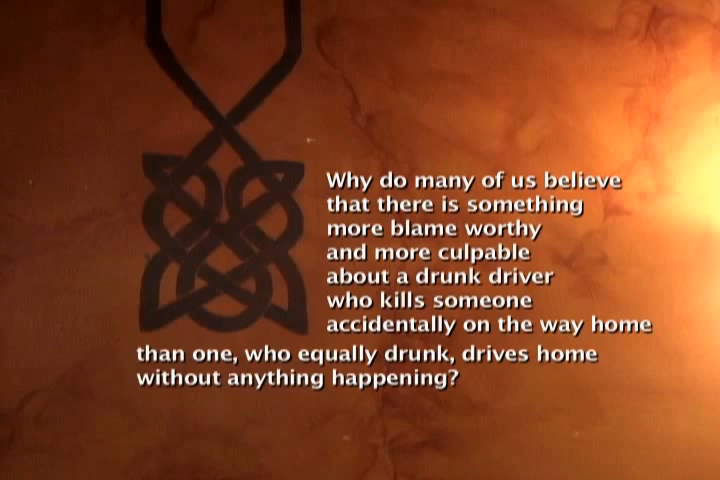 Why do many of us believe
that there is something
more blame worthy
and more culpable
about a drunk driver
who kills someone
accidentally on the way home
than one, who equally drunk, drives home
without anything happening?